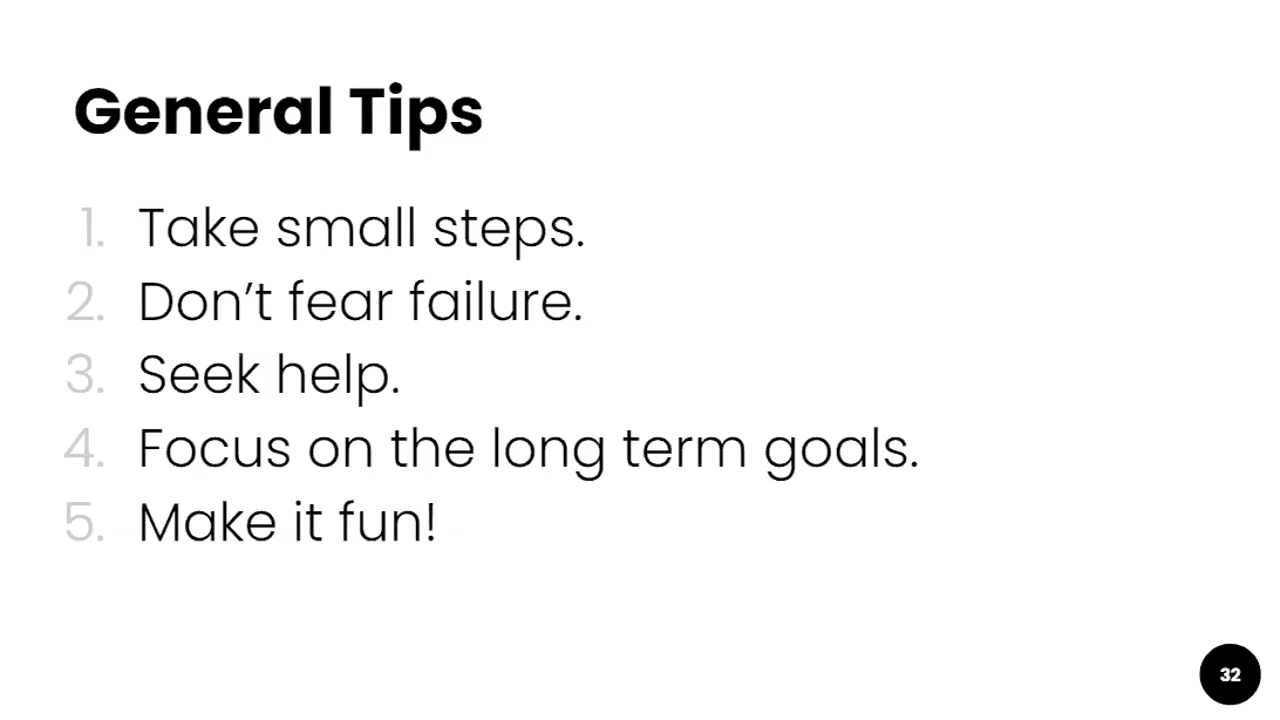 General Tips
1. Take small steps.
2. Don’t fear failure.
3. Seek help.
4. Focus on the long term goals.
5. Make it fun!
32